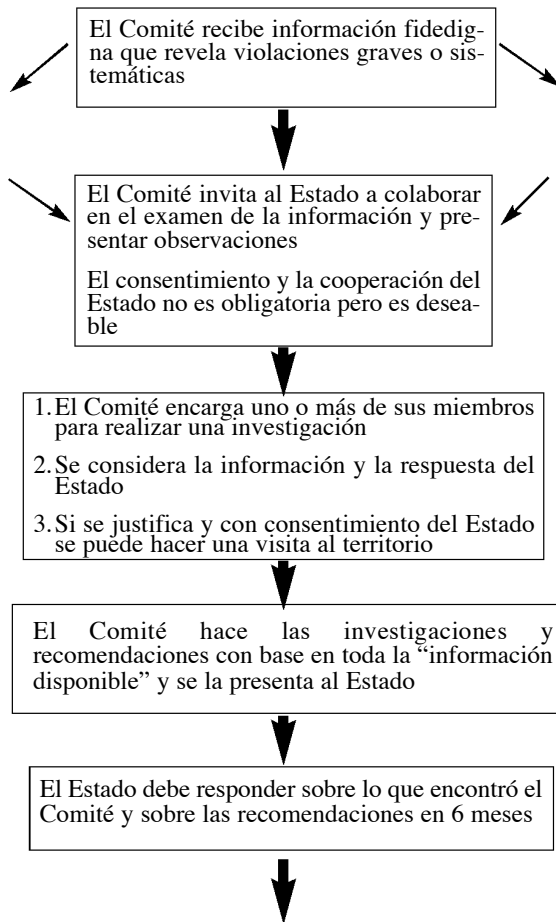 El Comité recibe información fidedig-
na que revela violaciones graves o sis-
temáticas
El Comité invita al Estado a colaborar
en el examen de la información y pre-
sentar observaciones
El consentimiento y la cooperación del
Estado no es obligatoria pero es desea-
ble
1. El Comité encarga uno o más de sus miembros
para realizar una investigación
2. Se considera la información y la respuesta del
Estado
3. Si se justifica y con consentimiento del Estado
se puede hacer una visita al territorio
El Comité hace las investigaciones y
recomendaciones con base en toda la “información
disponible” y se la presenta al Estado
El Estado debe responder sobre lo que encontró el
Comité y sobre las recomendaciones en 6 meses